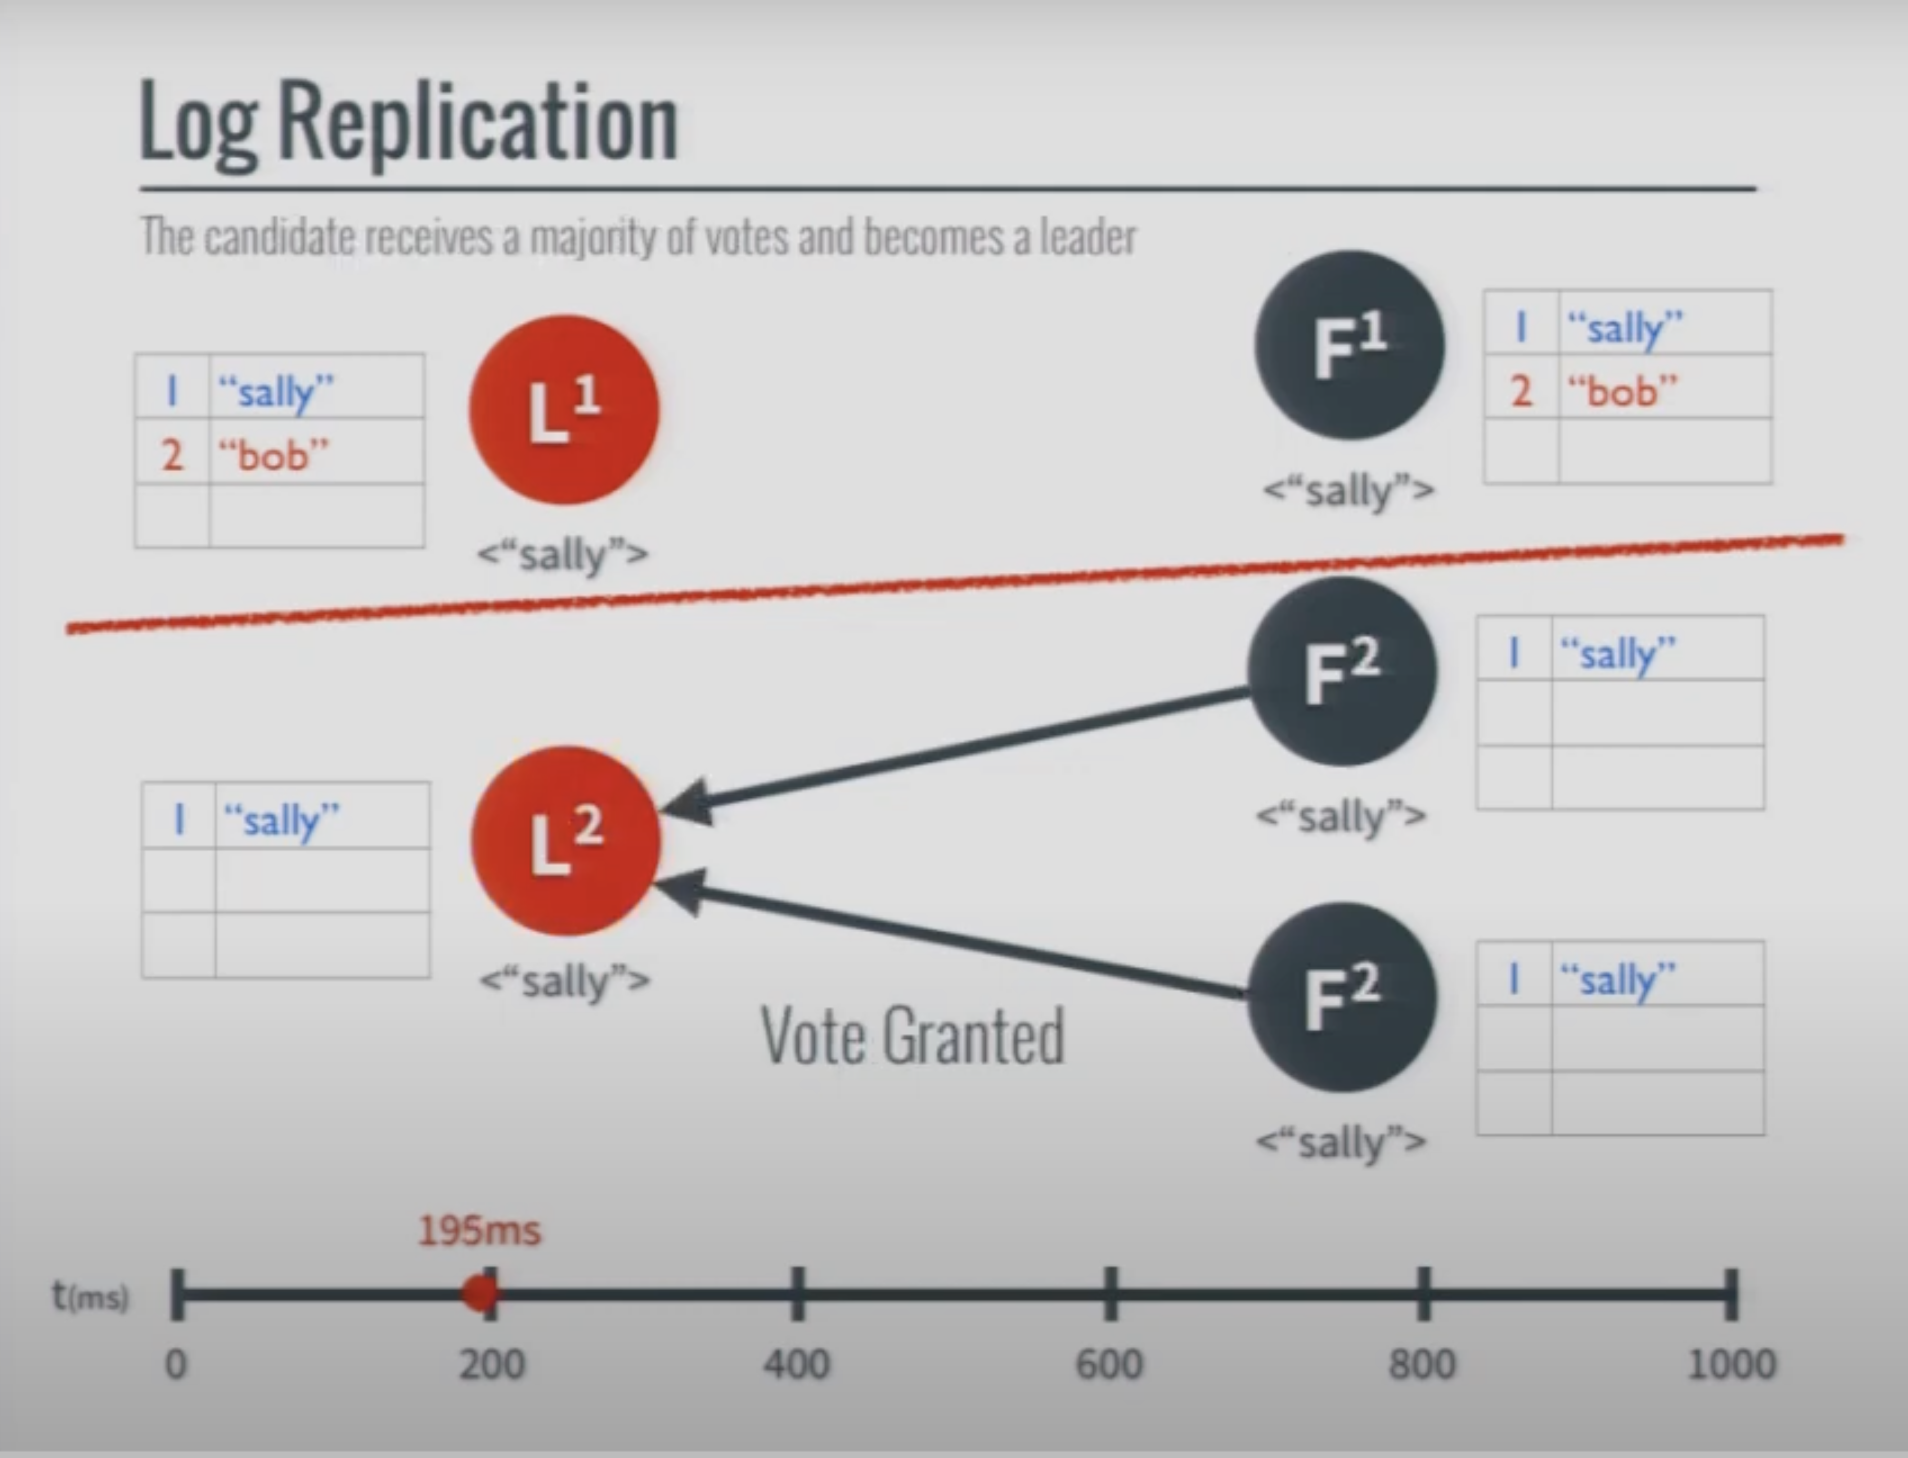 Log Replication
The candidate receives a majority of votes and becomes a leader
L1
1 “sally”
2 “bob”
<“sally”>
F1
1 “sally”
2 “bob”
<“sally”>
F2
1 “sally”
<“sally”>
L2
1 “sally”
<“sally”>
Vote Granted
F2
1 “sally”
<“sally”>
195ms
t(ms)
0 200 400 600 800 1000